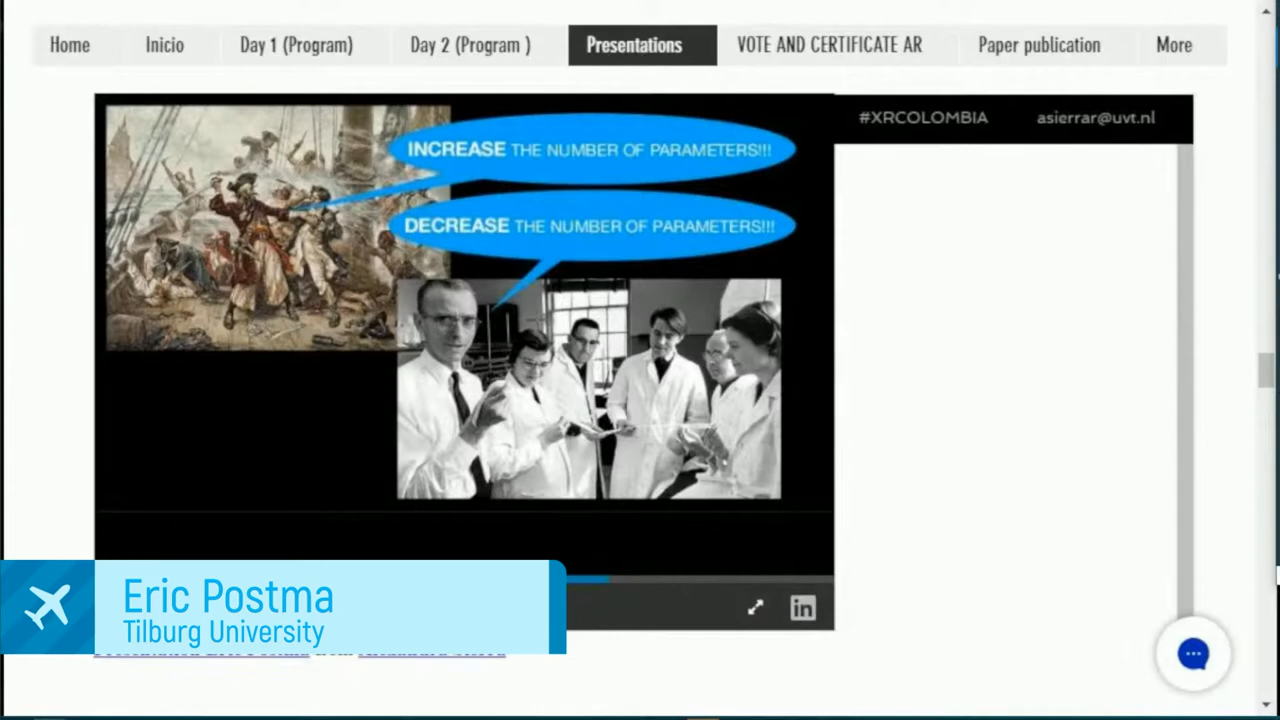 Home Inicio Day 1 (Program) Day 2 (Program ) Presentations VOTE AND CERTIFICATE AR Paper publication More
#XRCOLOMBIA asierrar@uvt.nl
INCREASE THE NUMBER OF PARAMETERS!!!
DECREASE THE NUMBER OF PARAMETERS!!!
Eric Postma
Tilburg University
in